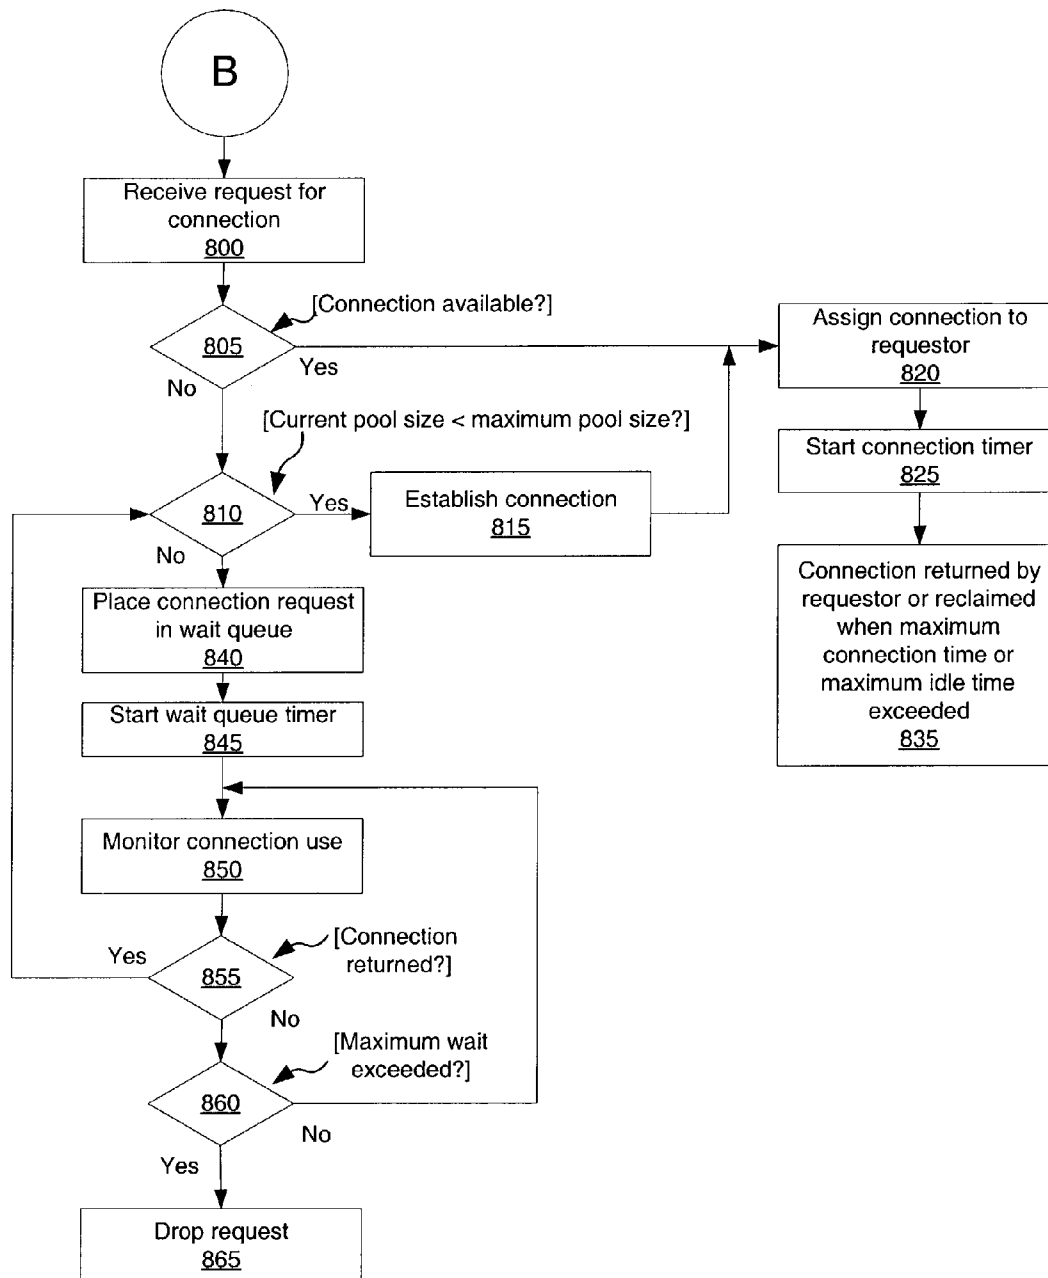 B
Receive request for
connection
800
[Connection available?]
805
Yes
No
Assign connection to
requestor
820
[Current pool size < maximum pool size?]
Start connection timer
825
810
Yes
No
Establish connection
815
Connection returned by
requestor or reclaimed
when maximum
connection time or
maximum idle time
exceeded
835
Place connection request
in wait queue
840
Start wait queue timer
845
Monitor connection use
850
[Connection
returned?]
Yes
855
No
[Maximum wait
exceeded?]
860
No
Yes
Drop request
865